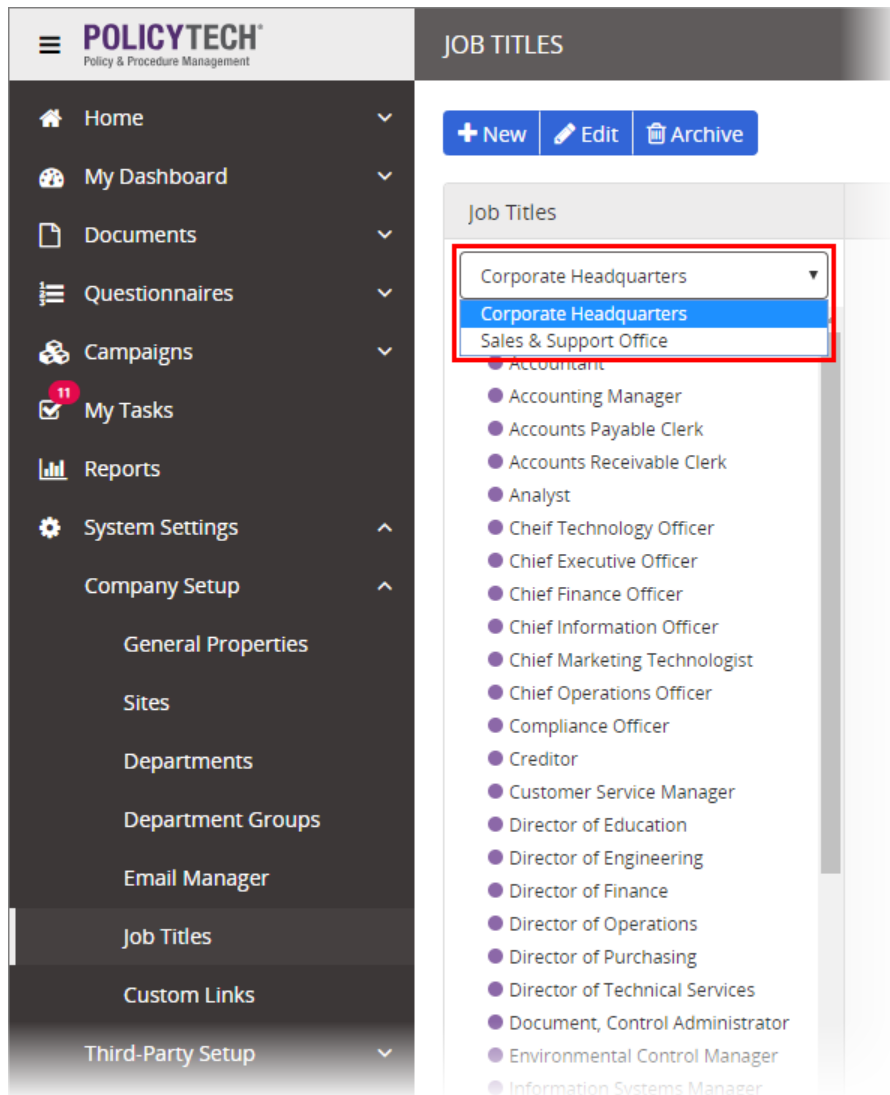 POLICYTECH®
Policy & Procedure Management
Home
My Dashboard
Documents
Questionnaires
Campaigns
11
My Tasks
Reports
System Settings
Company Setup
General Properties
Sites
Departments
Department Groups
Email Manager
Job Titles
Custom Links
Third-Party Setup
JOB TITLES
New Edit Archive
Job Titles
Corporate Headquarters
Corporate Headquarters
Sales & Support Office
Accountant
Accounting Manager
Accounts Payable Clerk
Accounts Receivable Clerk
Analyst
Cheif Technology Officer
Chief Executive Officer
Chief Finance Officer
Chief Information Officer
Chief Marketing Technologist
Chief Operations Officer
Compliance Officer
Creditor
Customer Service Manager
Director of Education
Director of Engineering
Director of Finance
Director of Operations
Director of Purchasing
Director of Technical Services
Document, Control Administrator
Environmental Control Manager
Information Systems Manager